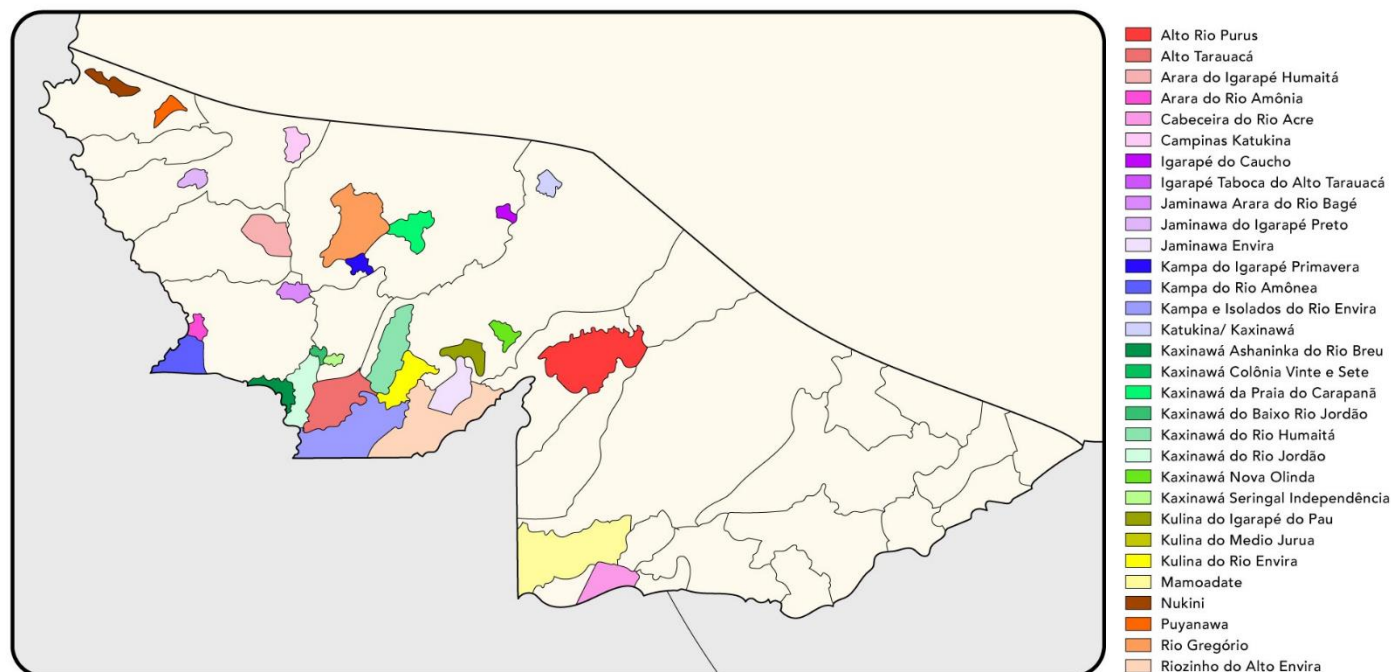 Alto Rio Purus
Alto Tarauacá
Arara do Igarapé Humaitá
Arara do Rio Amônia
Cabeceira do Rio Acre
Campinas Katukina
Igarapé do Caucho
Igarapé Taboca do Alto Tarauacá
Jaminawa Arara do Rio Bagé
Jaminawa do Igarapé Preto
Jaminawa Envira
Kampa do Igarapé Primavera
Kampa do Rio Amônea
Kampa e Isolados do Rio Envira
Katukina/ Kaxinawá
Kaxinawá Ashaninka do Rio Breu
Kaxinawá Colônia Vinte e Sete
Kaxinawá da Praia do Carapanã
Kaxinawá do Baixo Rio Jordão
Kaxinawá do Rio Humaitá
Kaxinawá do Rio Jordão
Kaxinawá Nova Olinda
Kaxinawá Seringal Independência
Kulina do Igarapé do Pau
Kulina do Medio Jurua
Kulina do Rio Envira
Mamoadate
Nukini
Puyanawa
Rio Gregório
Riozinho do Alto Envira